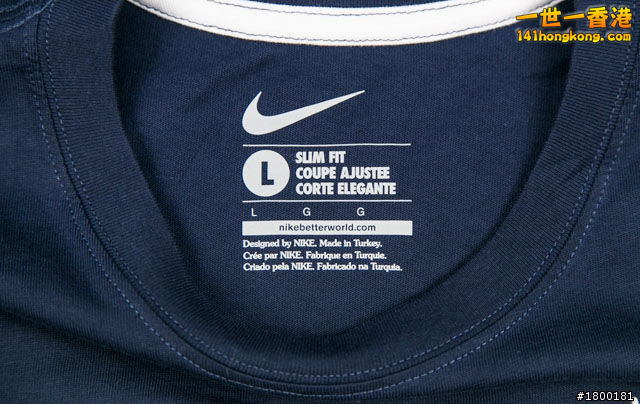 一世一香港
141hongkong.com
L
SLIM FIT
COUPE AJUSTEE
CORTE ELEGANTE
L G G
nikebetterworld.com
Designed by NIKE. Made in Turkey.
Crée par NIKE. Fabrique en Turquie.
Criado pela NIKE. Fabricado na Turquia.
#1800181